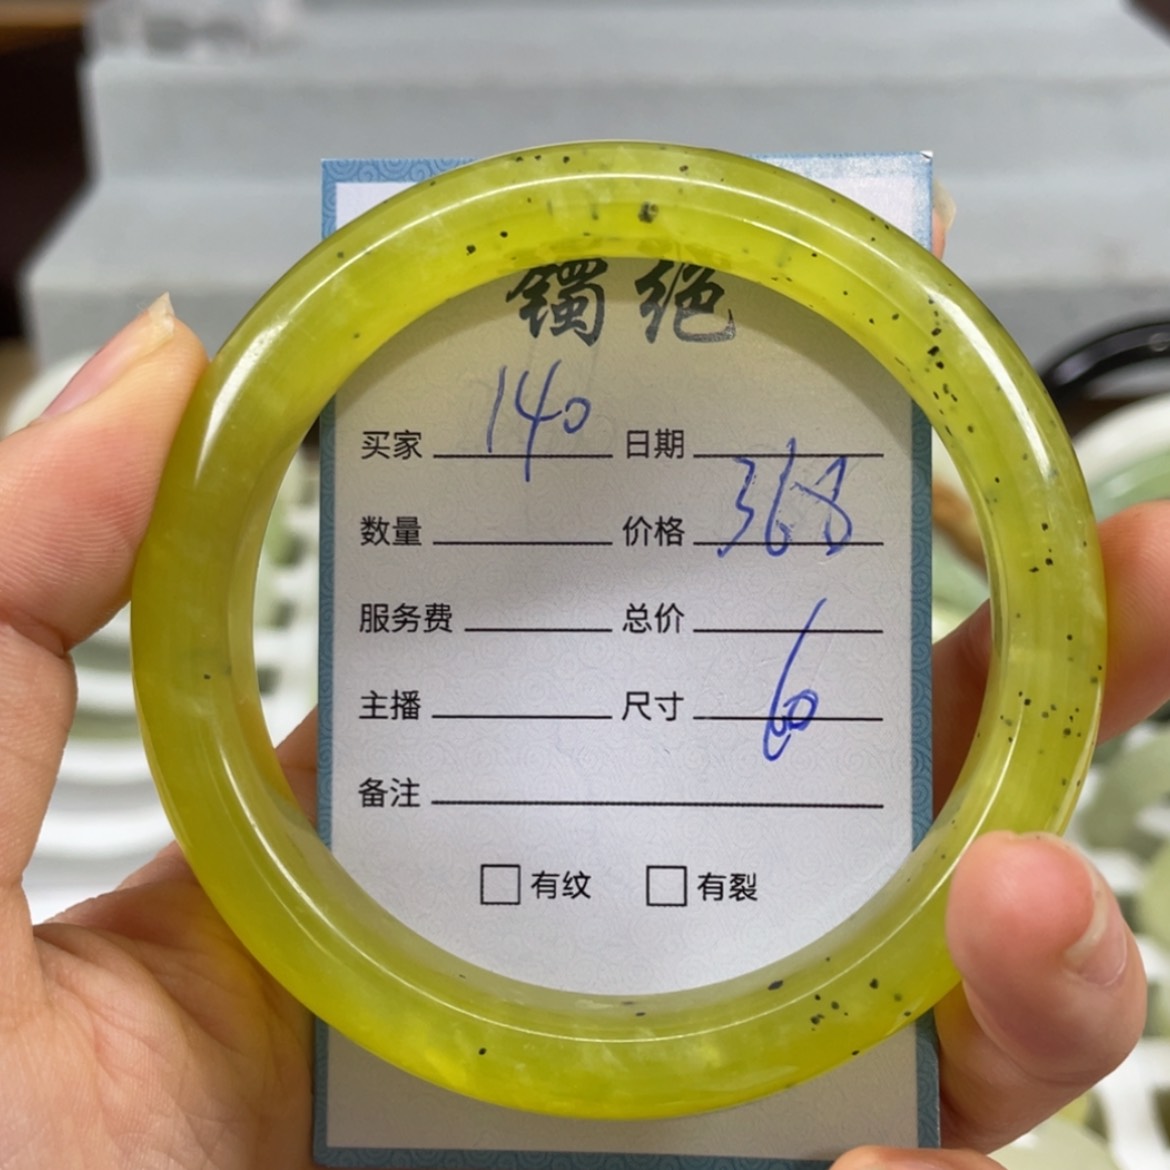 镯绝
买家 140 日期
数量 价格 368
服务费 总价
主播 尺寸 60
备注
有纹 有裂